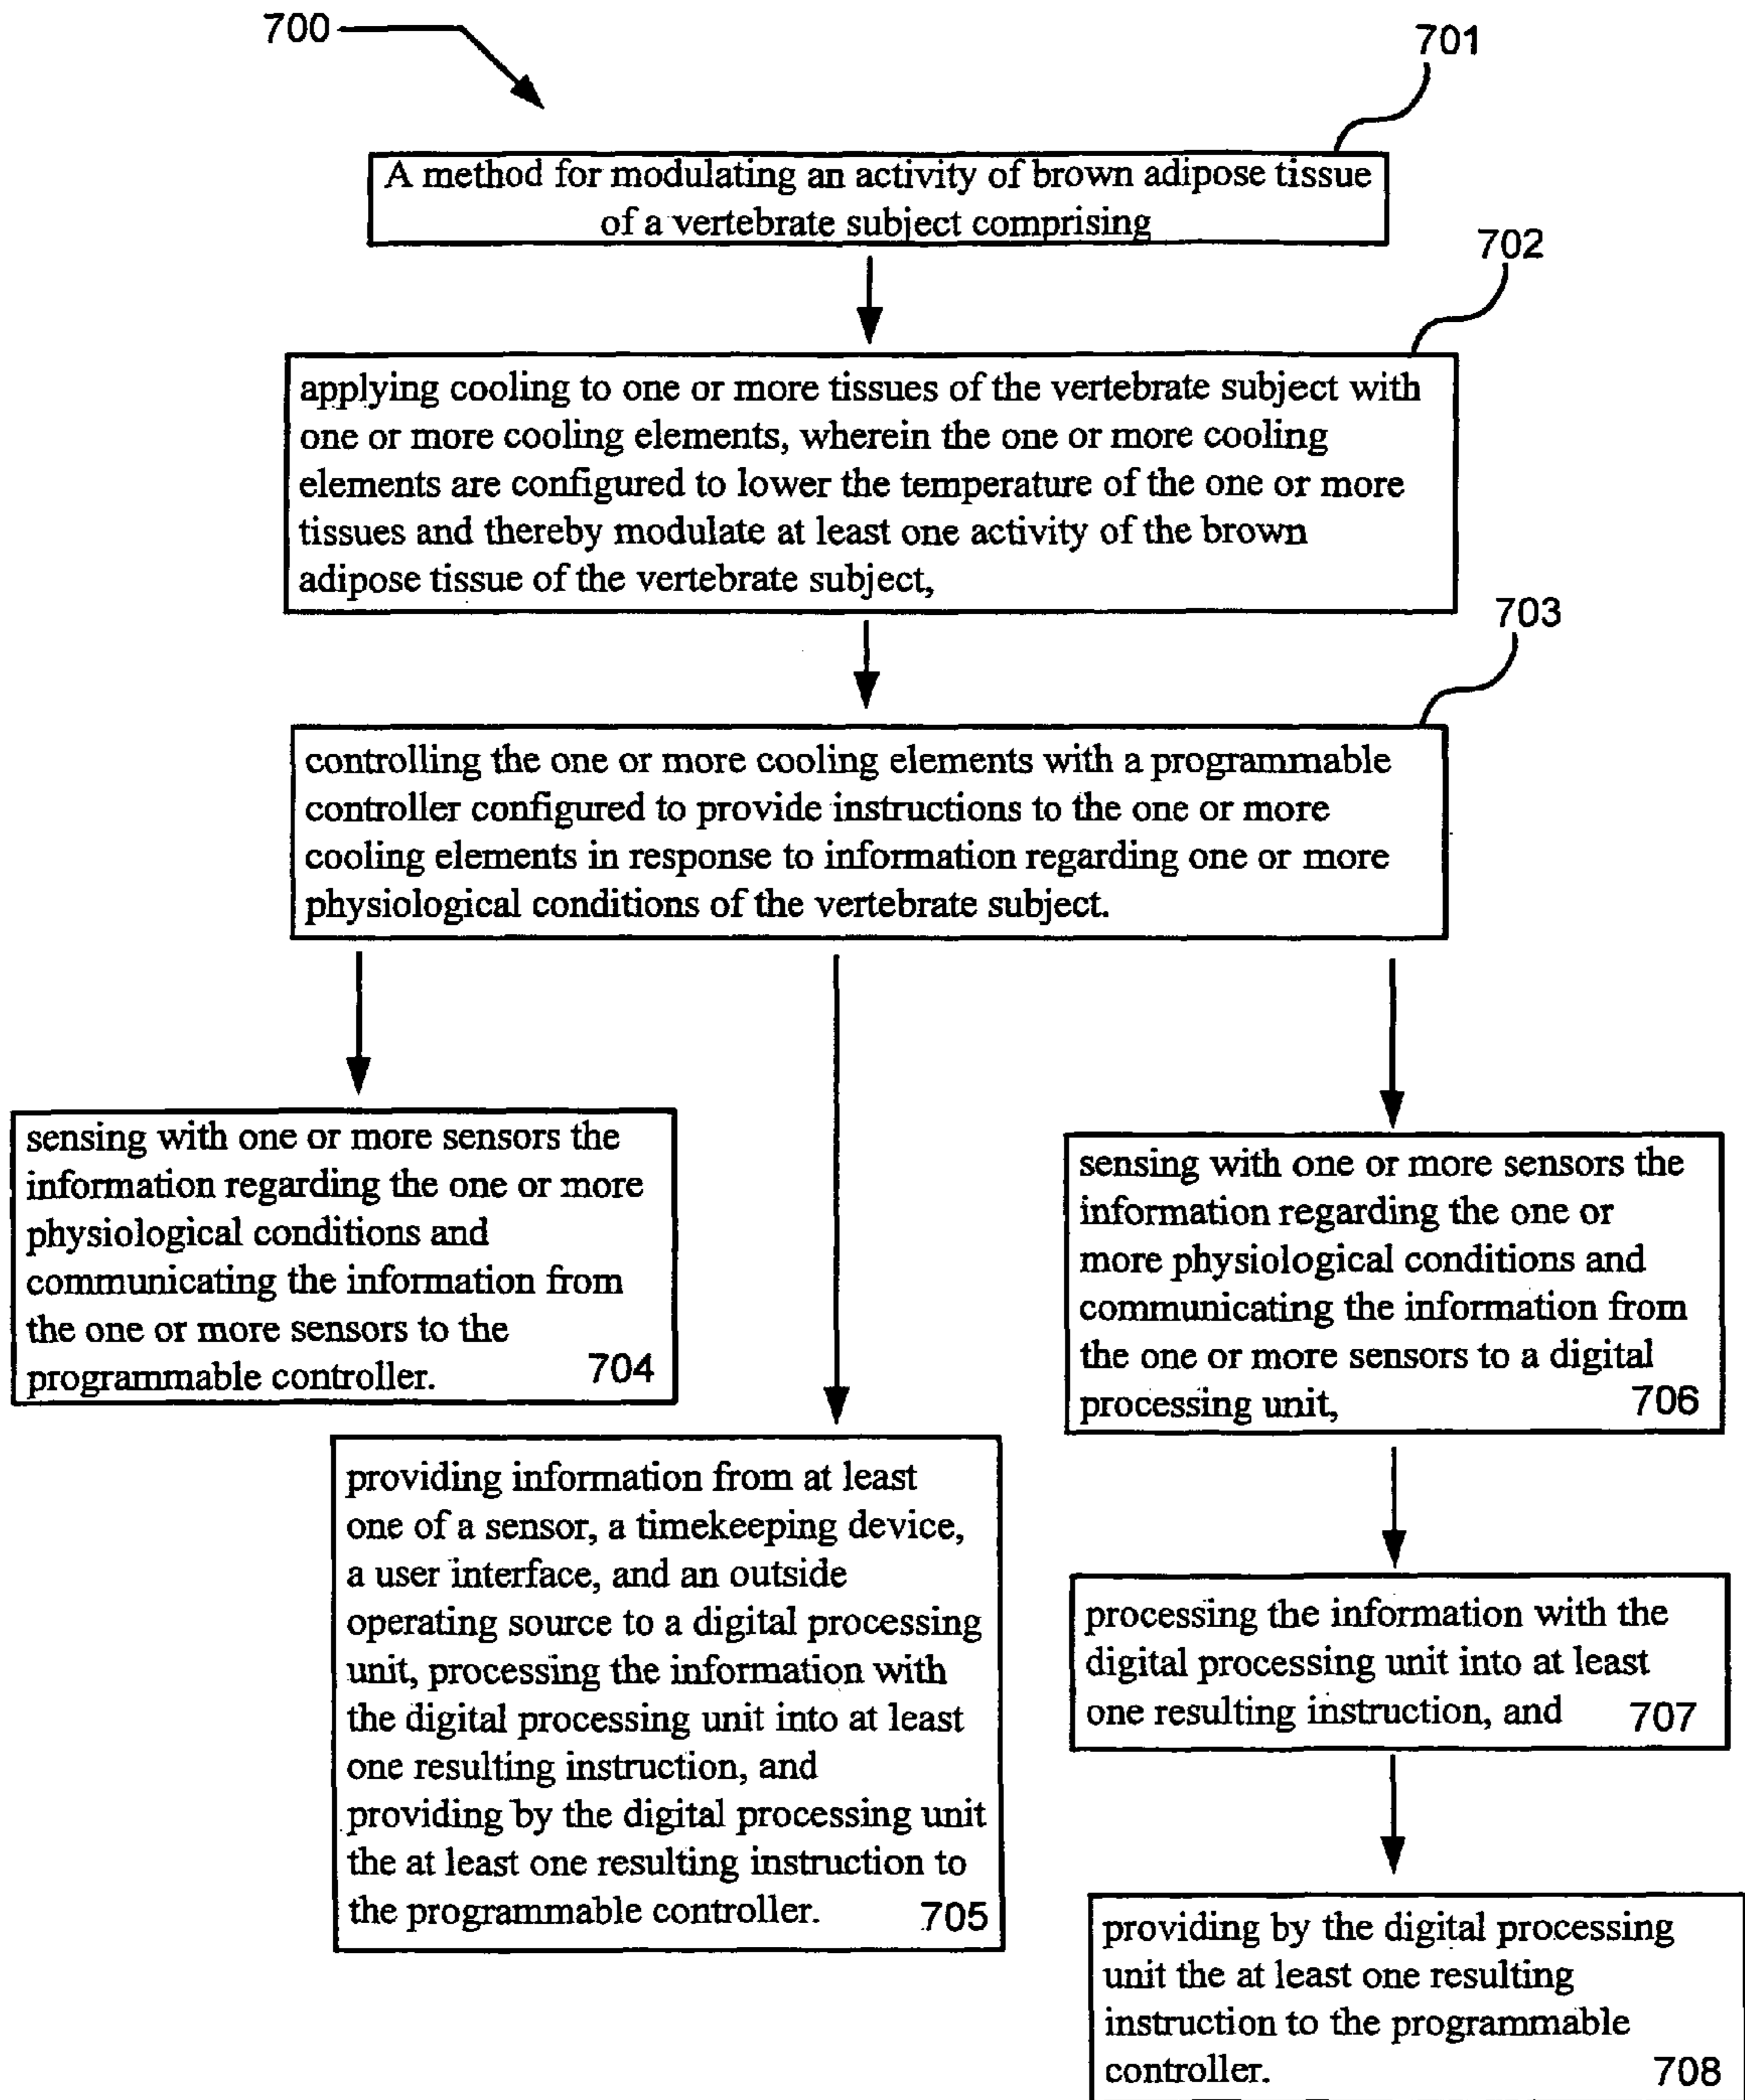 700
701
A method for modulating an activity of brown adipose tissue
of a vertebrate subject comprising
702
applying cooling to one or more tissues of the vertebrate subject with
one or more cooling elements, wherein the one or more cooling
elements are configured to lower the temperature of the one or more
tissues and thereby modulate at least one activity of the brown
adipose tissue of the vertebrate subject,
703
controlling the one or more cooling elements with a programmable
controller configured to provide instructions to the one or more
cooling elements in response to information regarding one or more
physiological conditions of the vertebrate subject.
sensing with one or more sensors the
information regarding the one or more
physiological conditions and
communicating the information from
the one or more sensors to the
programmable controller. 704
providing information from at least
one of a sensor, a timekeeping device,
a user interface, and an outside
operating source to a digital processing
unit, processing the information with
the digital processing unit into at least
one resulting instruction, and
providing by the digital processing unit
the at least one resulting instruction to
the programmable controller. 705
sensing with one or more sensors the
information regarding the one or
more physiological conditions and
communicating the information from
the one or more sensors to a digital
processing unit, 706
processing the information with the
digital processing unit into at least
one resulting instruction, and 707
providing by the digital processing
unit the at least one resulting
instruction to the programmable
controller. 708